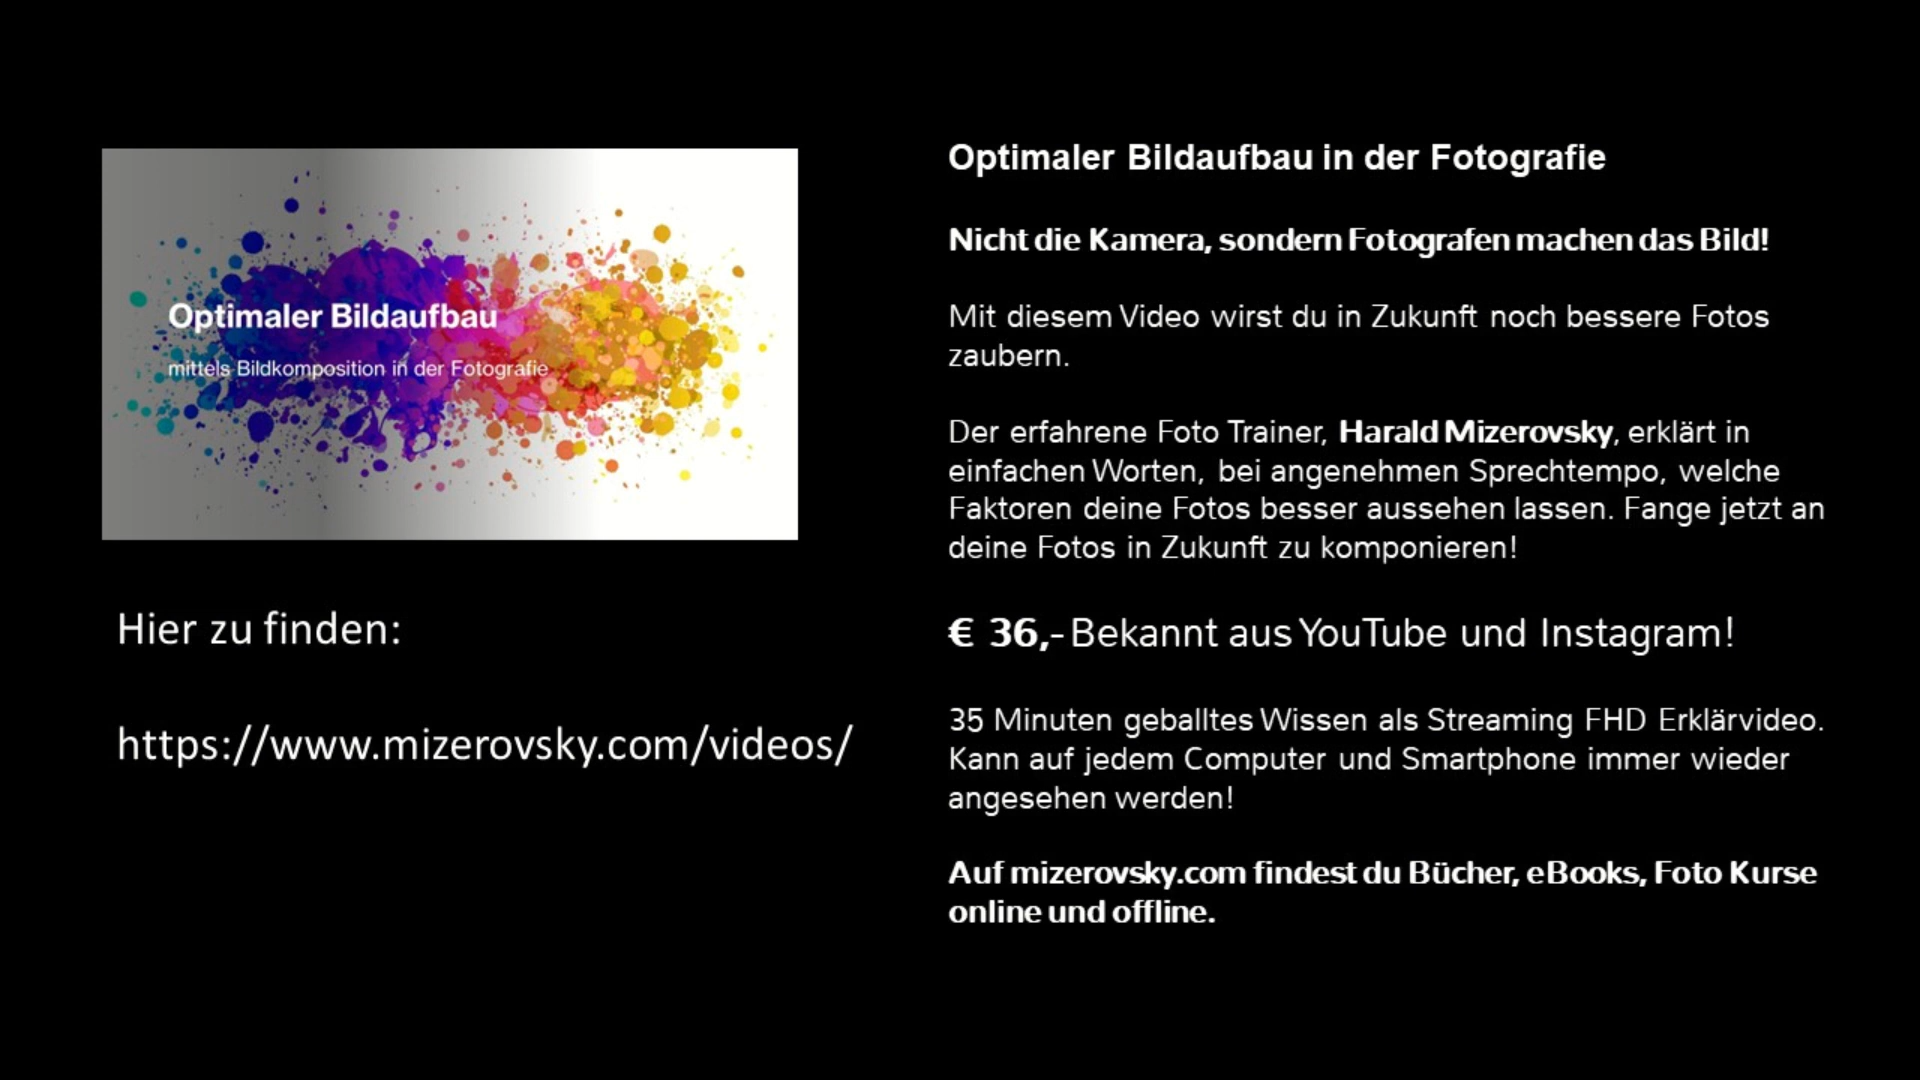 Optimaler Bildaufbau
mittels Bildkomposition in der Fotografie
Hier zu finden:
https://www.mizerovsky.com/videos/
Optimaler Bildaufbau in der Fotografie
Nicht die Kamera, sondern Fotografen machen das Bild!
Mit diesem Video wirst du in Zukunft noch bessere Fotos
zaubern.
Der erfahrene Foto Trainer, Harald Mizerovsky, erklärt in
einfachen Worten, bei angenehmen Sprechtempo, welche
Faktoren deine Fotos besser aussehen lassen. Fange jetzt an
deine Fotos in Zukunft zu komponieren!
€ 36,- Bekannt aus YouTube und Instagram!
35 Minuten geballtes Wissen als Streaming FHD Erklärvideo.
Kann auf jedem Computer und Smartphone immer wieder
angesehen werden!
Auf mizerovsky.com findest du Bücher, eBooks, Foto Kurse
online und offline.